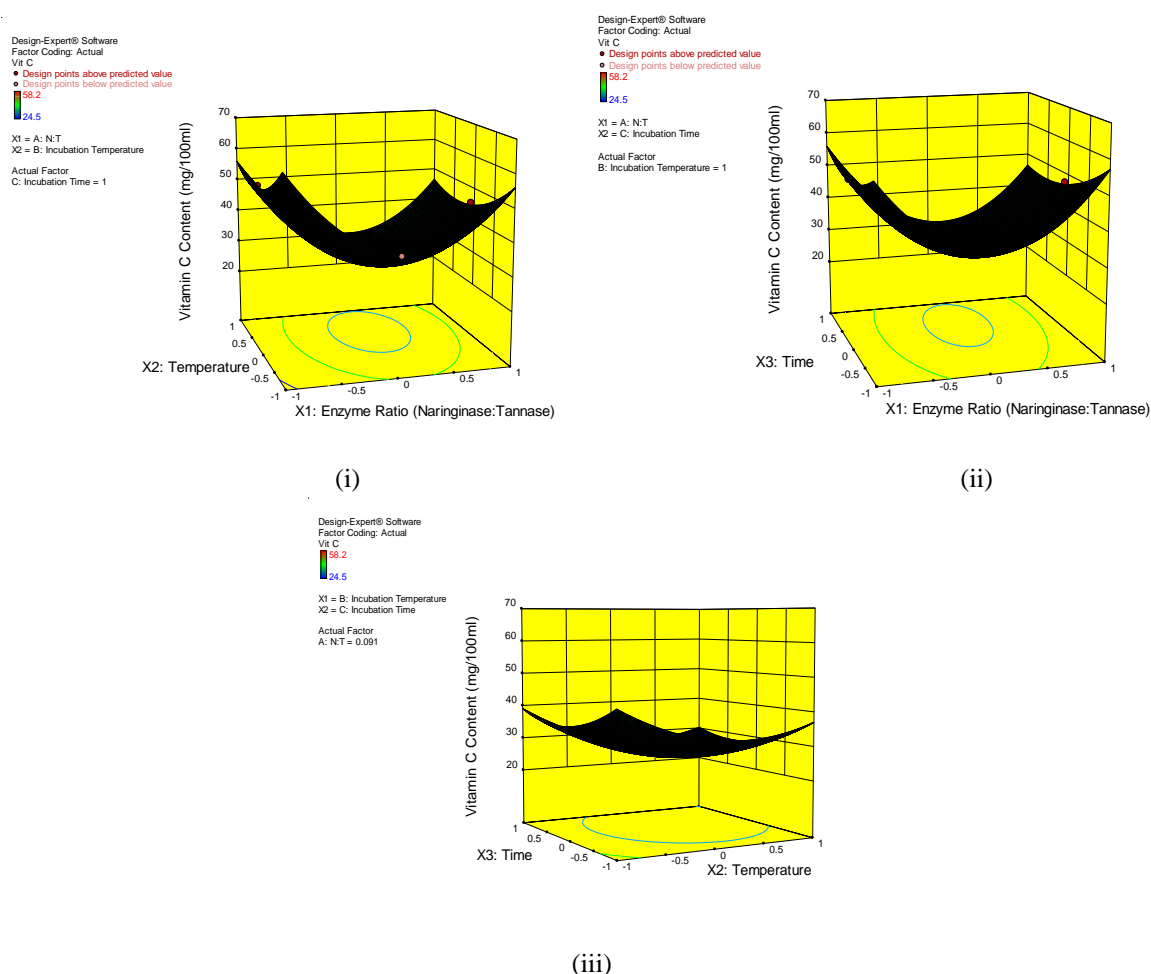 Design-Expert® Software
Factor Coding: Actual
Vit C
Design points above predicted value
Design points below predicted value
58.2
24.5
X1 = A: N:T
X2 = B: Incubation Temperature
Actual Factor
C: Incubation Time = 1
70
60
50
40
30
20
Vitamin C Content (mg/100ml)
1
0.5
0
-0.5
-1
X2: Temperature
-1
-0.5
0
0.5
1
X1: Enzyme Ratio (Naringinase:Tannase)
(i)
Design-Expert® Software
Factor Coding: Actual
Vit C
Design points above predicted value
Design points below predicted value
58.2
24.5
X1 = A: N:T
X2 = C: Incubation Time
Actual Factor
B: Incubation Temperature = 1
70
60
50
40
30
20
Vitamin C Content (mg/100ml)
1
0.5
0
-0.5
-1
X3: Time
-1
-0.5
0
0.5
1
X1: Enzyme Ratio (Naringinase:Tannase)
(ii)
Design-Expert® Software
Factor Coding: Actual
Vit C
58.2
24.5
X1 = B: Incubation Temperature
X2 = C: Incubation Time
Actual Factor
A: N:T = 0.091
70
60
50
40
30
20
Vitamin C Content (mg/100ml)
1
0.5
0
-0.5
-1
X3: Time
-1
-0.5
0
0.5
1
X2: Temperature
(iii)